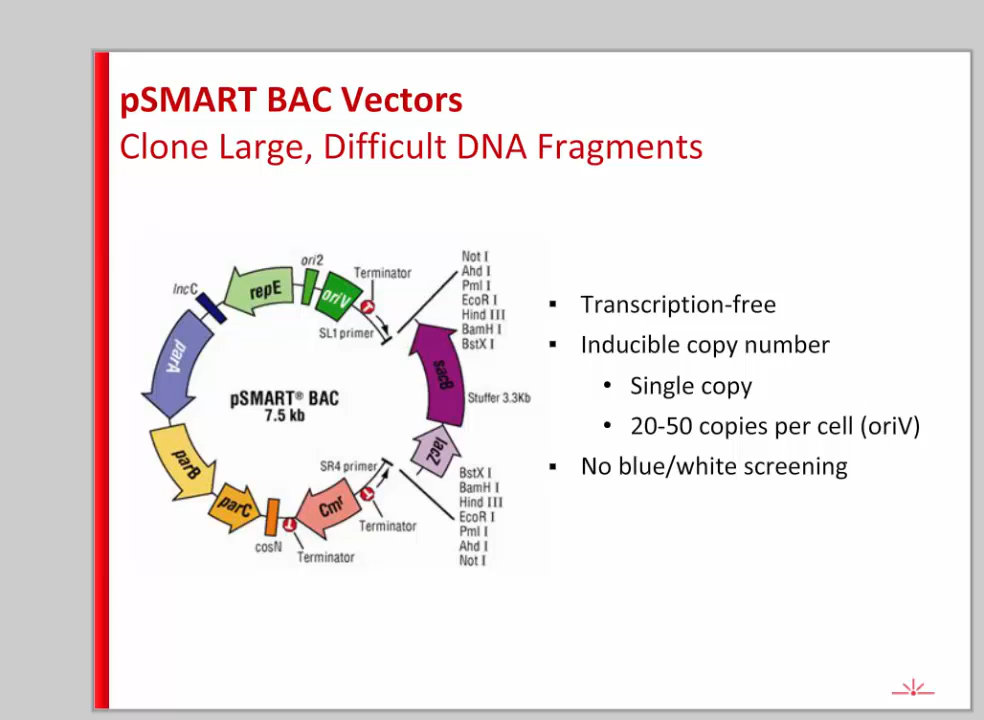 pSMART BAC Vectors
Clone Large, Difficult DNA Fragments
ori2
IncC
repE
oriV
Terminator
SL1 primer
Not I
Ahd I
Pml I
EcoR I
Hind III
BamH I
BstX I
parA
sacB
pSMART® BAC
7.5 kb
Stuffer 3.3Kb
lacZ
parB
SR4 primer
parC
Cmr
cosN
Terminator
Terminator
BstX I
BamH I
Hind III
EcoR I
Pml I
Ahd I
Not I
▪ Transcription-free
▪ Inducible copy number
• Single copy
• 20-50 copies per cell (oriV)
▪ No blue/white screening